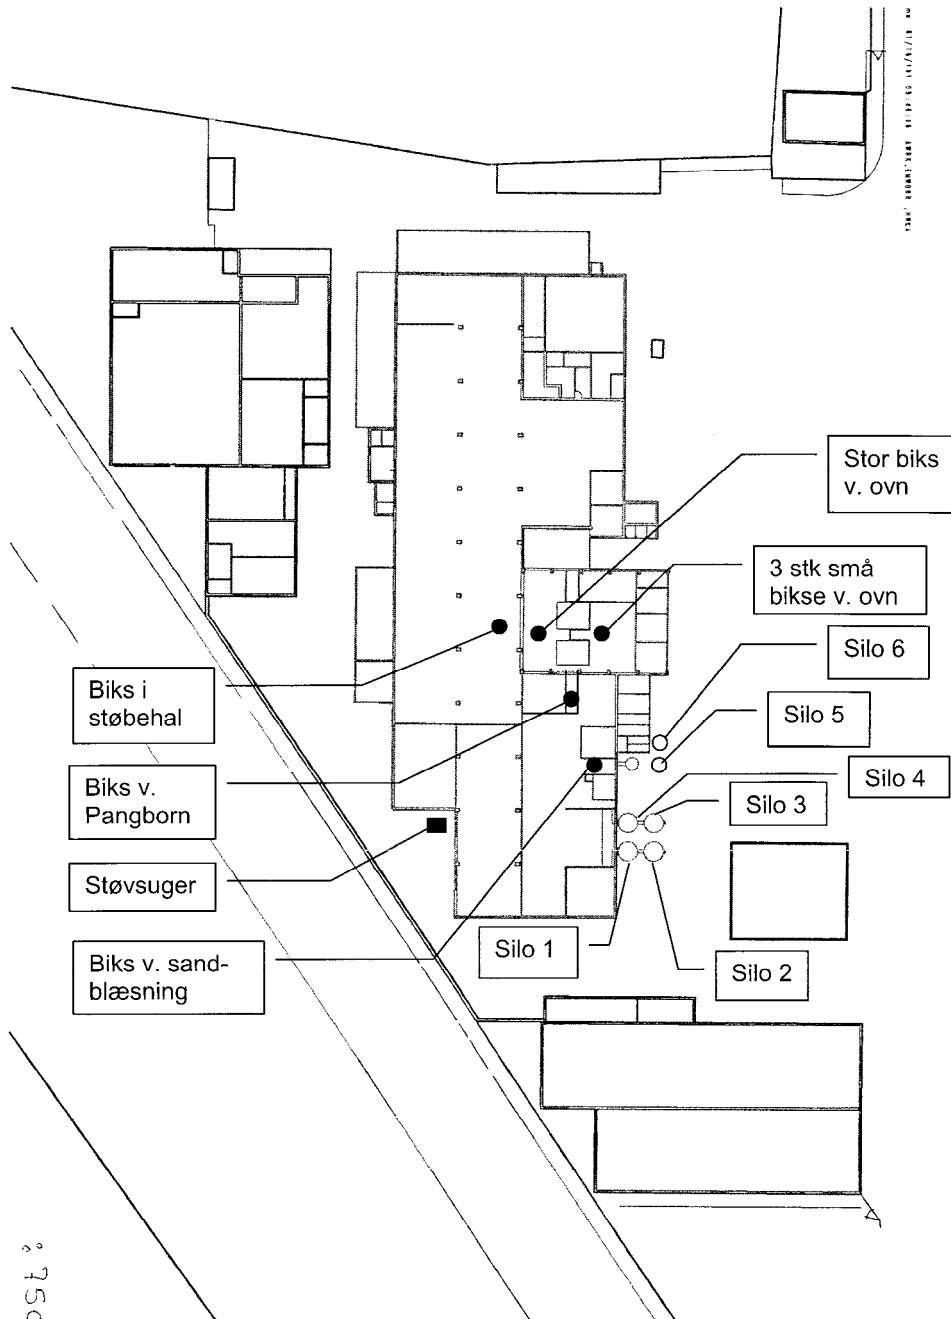 Stor biks
v. ovn
3 stk små
bikse v. ovn
Silo 6
Biks i
støbehal
Silo 5
Silo 4
Biks v.
Pangborn
Silo 3
Støvsuger
Silo 1
Biks v. sand-
blæsning
Silo 2